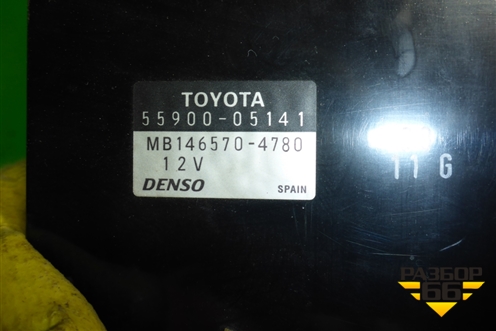 TOYOTA
55900-05141
MB146570-4780
12V
DENSO SPAIN
11 G
РАЗБОР
66